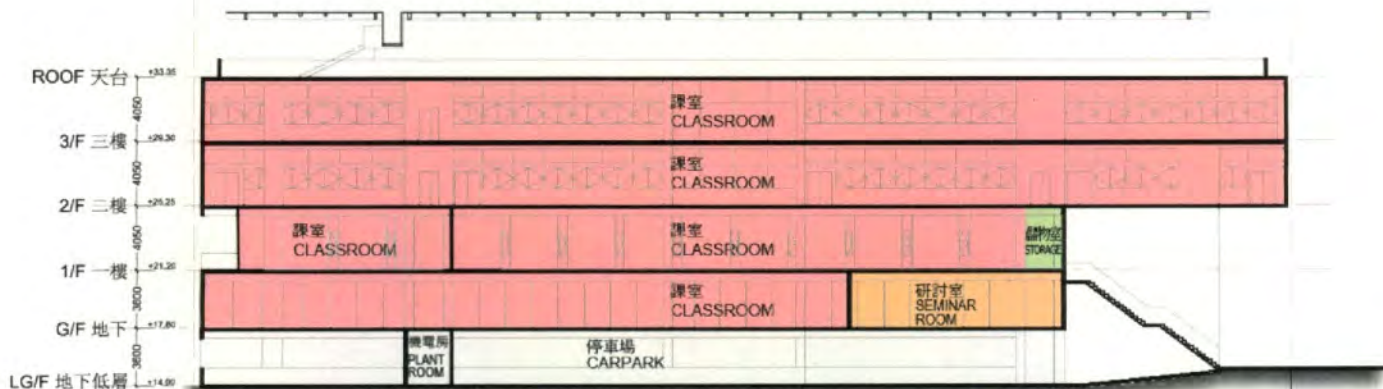 ROOF 天台
+33.35
4050
課室
CLASSROOM
3/F 三樓
+29.30
4050
課室
CLASSROOM
2/F 二樓
+25.25
4050
課室
CLASSROOM
課室
CLASSROOM
儲物室
STORAGE
1/F 一樓
+21.20
3600
課室
CLASSROOM
研討室
SEMINAR
ROOM
G/F 地下
+17.60
3600
機電房
PLANT
ROOM
停車場
CARPARK
LG/F 地下低層
+14.00